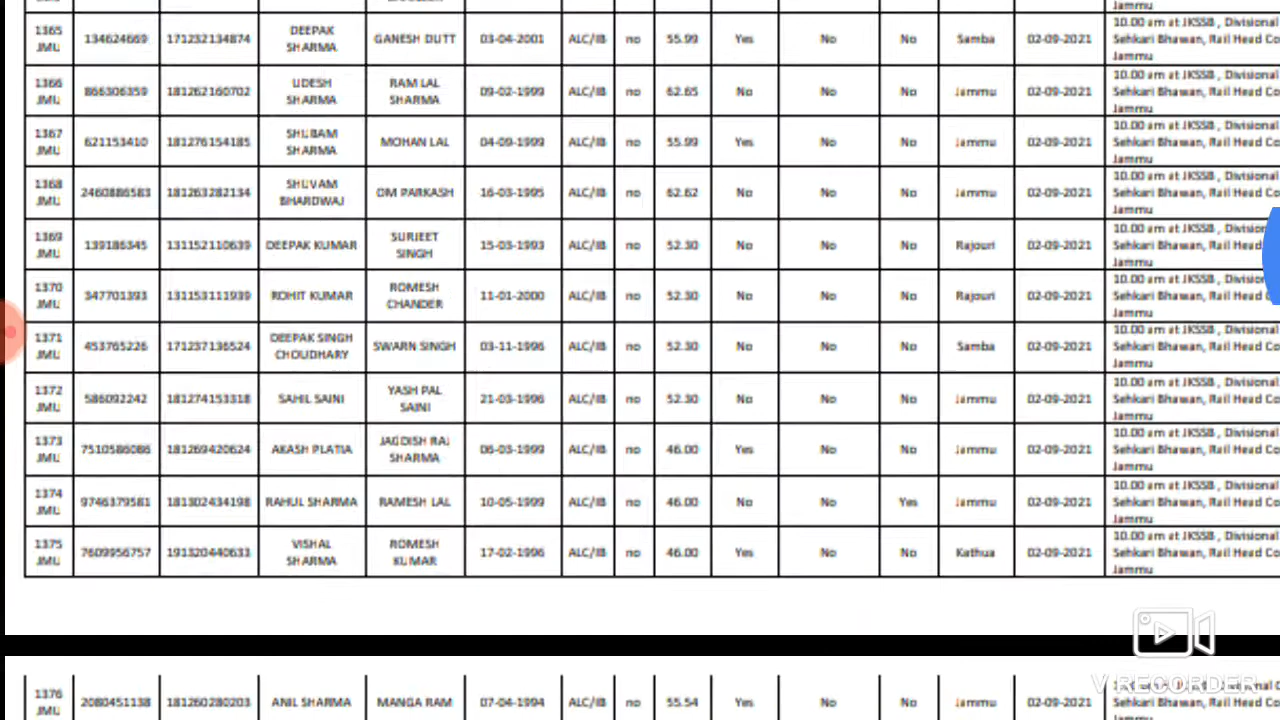 Jammu
1365 JMU 134624669 171232134874 DEEPAK SHARMA GANESH DUTT 03-04-2001 ALC/IB no 55.99 Yes No No Samba 02-09-2021 10.00 am at JKSSB , Divisional Sehkari Bhawan, Rail Head Co Jammu
1366 JMU 866306359 181262160702 UDESH SHARMA RAM LAL SHARMA 09-02-1999 ALC/IB no 62.65 No No No Jammu 02-09-2021 10.00 am at JKSSB , Divisional Sehkari Bhawan, Rail Head Co Jammu
1367 JMU 621153410 181276154185 SHUBAM SHARMA MOHAN LAL 04-09-1999 ALC/IB no 55.99 Yes No No Jammu 02-09-2021 10.00 am at JKSSB , Divisional Sehkari Bhawan, Rail Head Co Jammu
1368 JMU 2460886583 181263282134 SHUVAM BHARDWAJ OM PARKASH 16-03-1995 ALC/IB no 62.62 No No No Jammu 02-09-2021 10.00 am at JKSSB , Divisional Sehkari Bhawan, Rail Head Co Jammu
1369 JMU 139186345 131152110639 DEEPAK KUMAR SURJEET SINGH 15-03-1993 ALC/IB no 52.30 No No No Rajouri 02-09-2021 10.00 am at JKSSB , Division Sehkari Bhawan, Rail Head Jammu
1370 JMU 347701393 131153111939 ROHIT KUMAR ROMESH CHANDER 11-01-2000 ALC/IB no 52.30 No No No Rajouri 02-09-2021 10.00 am at JKSSB , Division Sehkari Bhawan, Rail Head Co Jammu
1371 JMU 453765226 171237136524 DEEPAK SINGH CHOUDHARY SWARN SINGH 03-11-1996 ALC/IB no 52.30 No No No Samba 02-09-2021 10.00 am at JKSSB , Divisional Sehkari Bhawan, Rail Head Co Jammu
1372 JMU 586092242 181274153318 SAHIL SAINI YASH PAL SAINI 21-03-1996 ALC/IB no 52.30 No No No Jammu 02-09-2021 10.00 am at JKSSB , Divisional Sehkari Bhawan, Rail Head Co Jammu
1373 JMU 7510586086 181269420624 AKASH PLATIA JAGDISH RAJ SHARMA 06-03-1999 ALC/IB no 46.00 Yes No No Jammu 02-09-2021 10.00 am at JKSSB , Divisional Sehkari Bhawan, Rail Head Co Jammu
1374 JMU 9746379581 181302434198 RAHUL SHARMA RAMESH LAL 10-05-1999 ALC/IB no 46.00 No No Yes Jammu 02-09-2021 10.00 am at JKSSB , Divisional Sehkari Bhawan, Rail Head Co Jammu
1375 JMU 7609956757 191320440633 VISHAL SHARMA ROMESH KUMAR 17-02-1996 ALC/IB no 46.00 Yes No No Kathua 02-09-2021 10.00 am at JKSSB , Divisional Sehkari Bhawan, Rail Head Co Jammu
1376 JMU 2080451138 181260280203 ANIL SHARMA MANGA RAM 07-04-1994 ALC/IB no 55.54 Yes No No Jammu 02-09-2021
V RECORDER